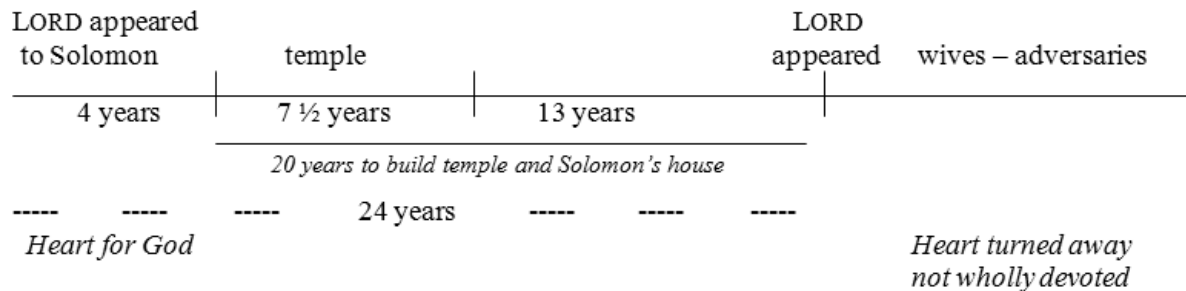 LORD appeared LORD
to Solomon temple appeared wives – adversaries
4 years 7 ½ years 13 years
20 years to build temple and Solomon's house
----- ----- ----- 24 years ----- ----- -----
Heart for God Heart turned away
not wholly devoted